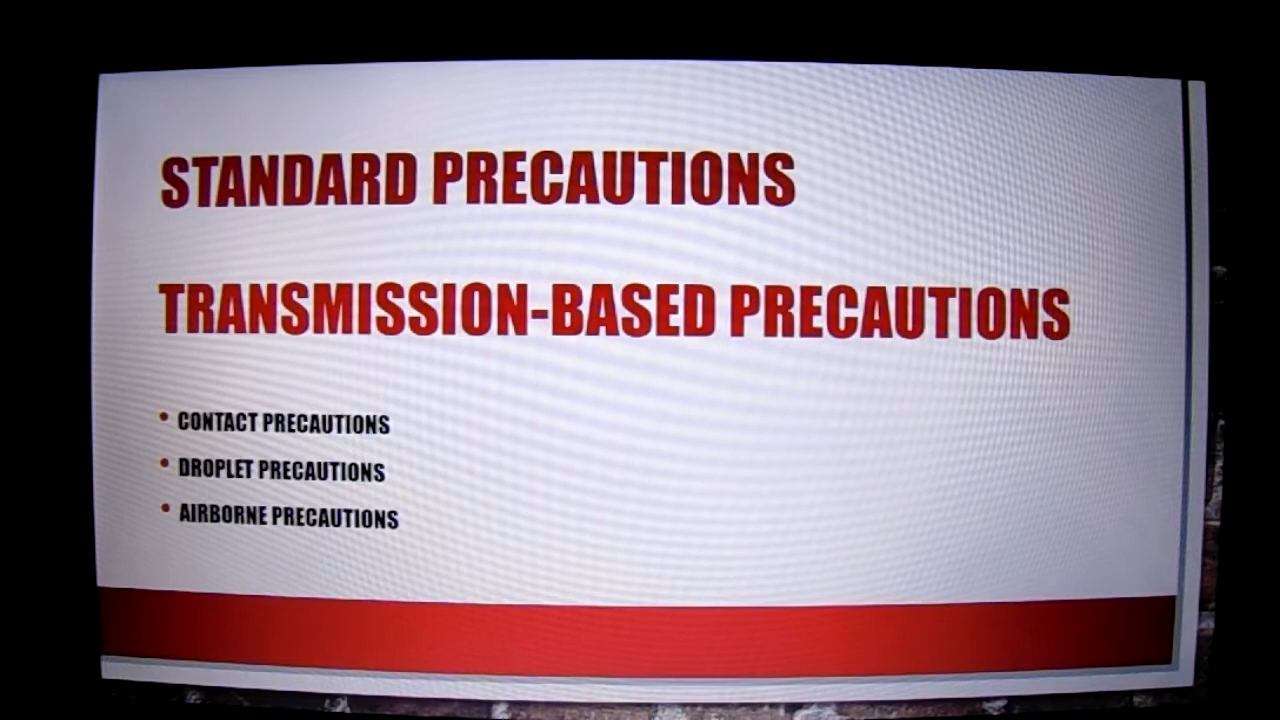 STANDARD PRECAUTIONS
TRANSMISSION-BASED PRECAUTIONS
• CONTACT PRECAUTIONS
• DROPLET PRECAUTIONS
• AIRBORNE PRECAUTIONS